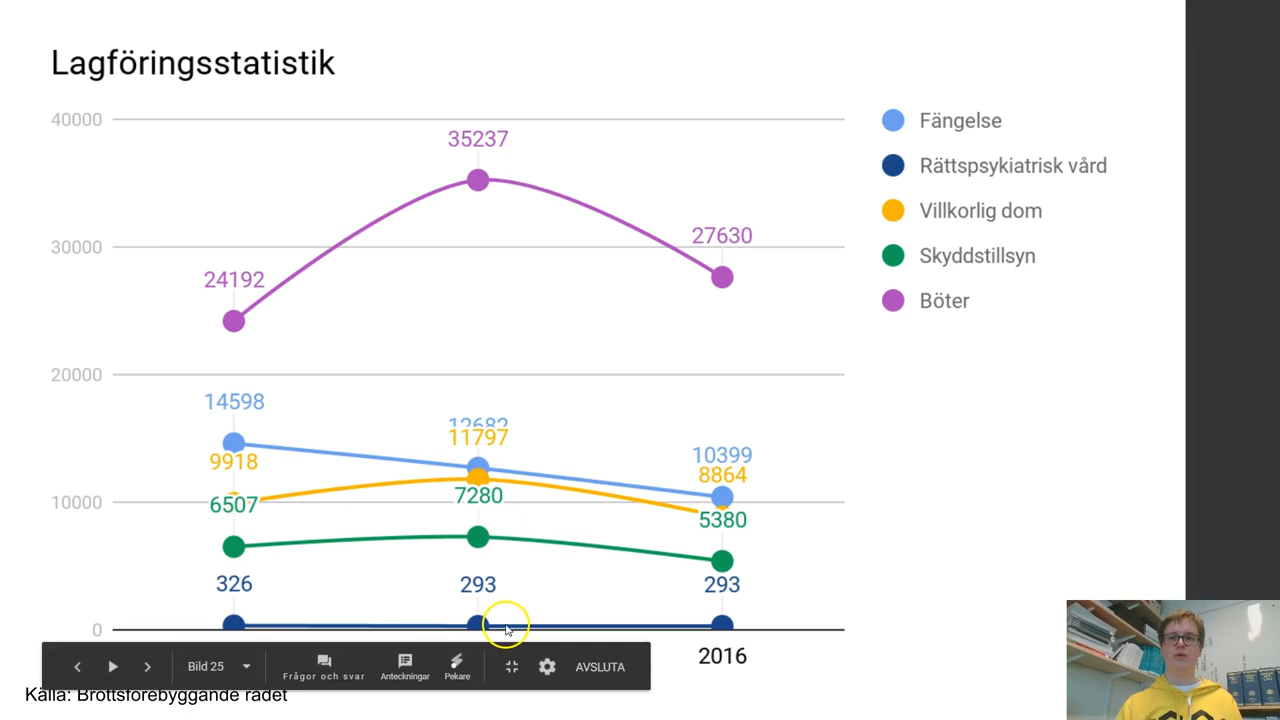 Lagföringsstatistik
40000
30000
20000
10000
0
35237
27630
24192
14598
12682
11797
10399
9918
8864
6507
7280
5380
326
293
293
2016
Fängelse
Rättspsykiatrisk vård
Villkorlig dom
Skyddstillsyn
Böter
Bild 25
Frågor och svar
Anteckningar
Pekare
AVSLUTA
Källa: Brottsförebyggande rådet